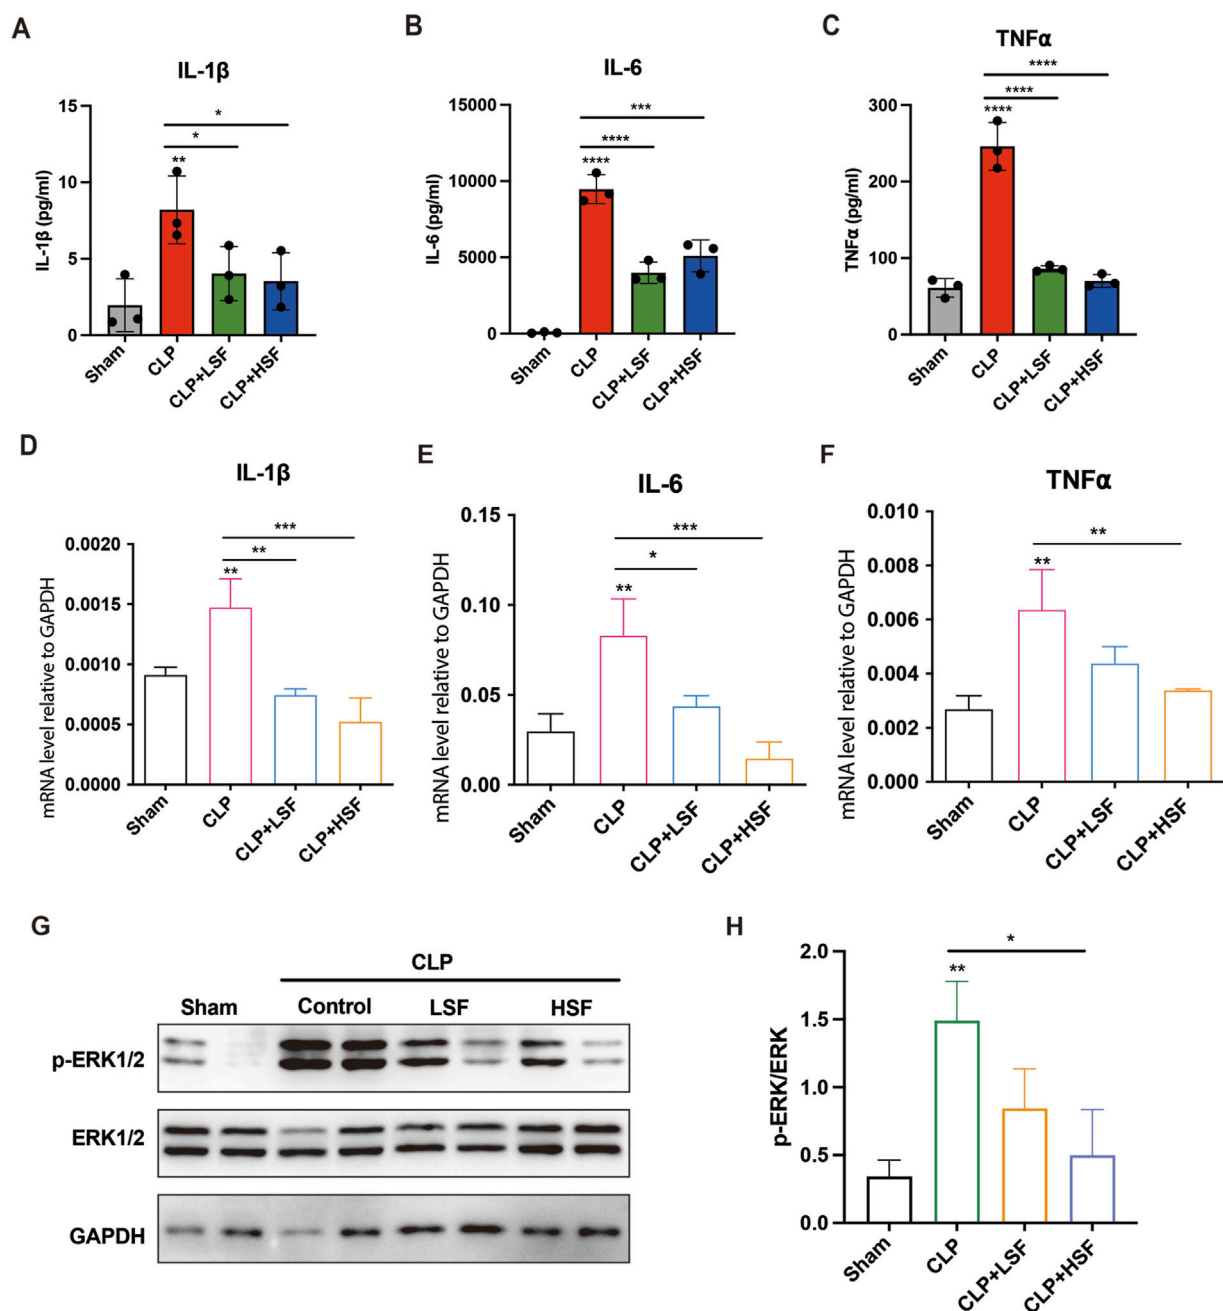 A
IL-1β
IL-1β (pg/ml)
15
10
5
0
*
*
**
Sham
CLP
CLP+LSF
CLP+HSF
B
IL-6
IL-6 (pg/ml)
15000
10000
5000
0
***
****
****
Sham
CLP
CLP+LSF
CLP+HSF
C
TNFα
TNFα (pg/ml)
300
200
100
0
****
****
****
Sham
CLP
CLP+LSF
CLP+HSF
D
IL-1β
mRNA level relative to GAPDH
0.0020
0.0015
0.0010
0.0005
0.0000
***
**
**
Sham
CLP
CLP+LSF
CLP+HSF
E
IL-6
mRNA level relative to GAPDH
0.15
0.10
0.05
0.00
***
*
**
Sham
CLP
CLP+LSF
CLP+HSF
F
TNFα
mRNA level relative to GAPDH
0.010
0.008
0.006
0.004
0.002
0.000
**
**
Sham
CLP
CLP+LSF
CLP+HSF
G
CLP
Sham Control LSF HSF
p-ERK1/2
ERK1/2
GAPDH
H
p-ERK/ERK
2.0
1.5
1.0
0.5
0.0
*
**
Sham
CLP
CLP+LSF
CLP+HSF